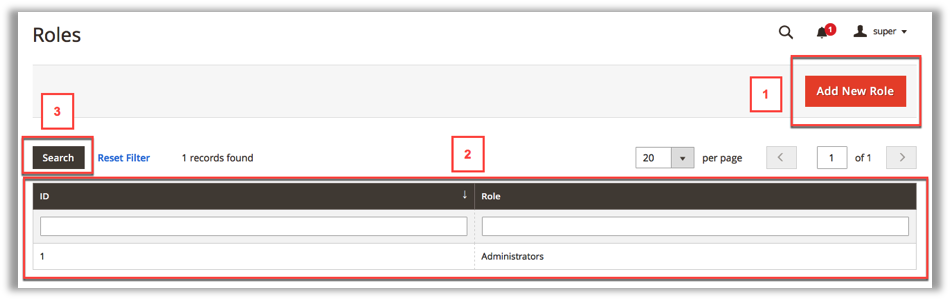 Roles
1
super
1
Add New Role
3
Search Reset Filter 1 records found
2
20 per page 1 of 1
ID ↓ Role
1 Administrators